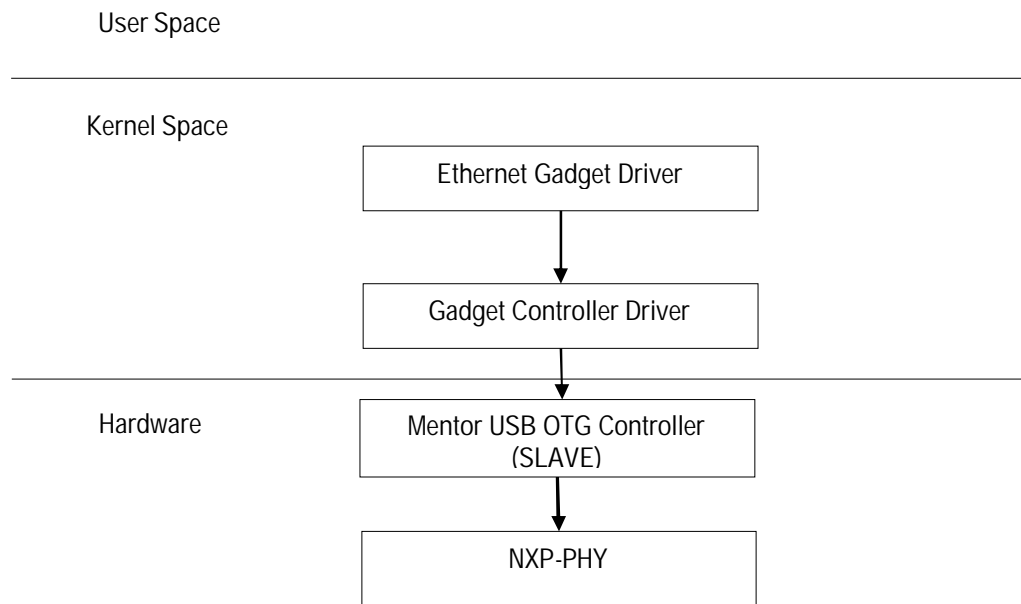 User Space
Kernel Space
Ethernet Gadget Driver
Gadget Controller Driver
Hardware
Mentor USB OTG Controller
(SLAVE)
NXP-PHY